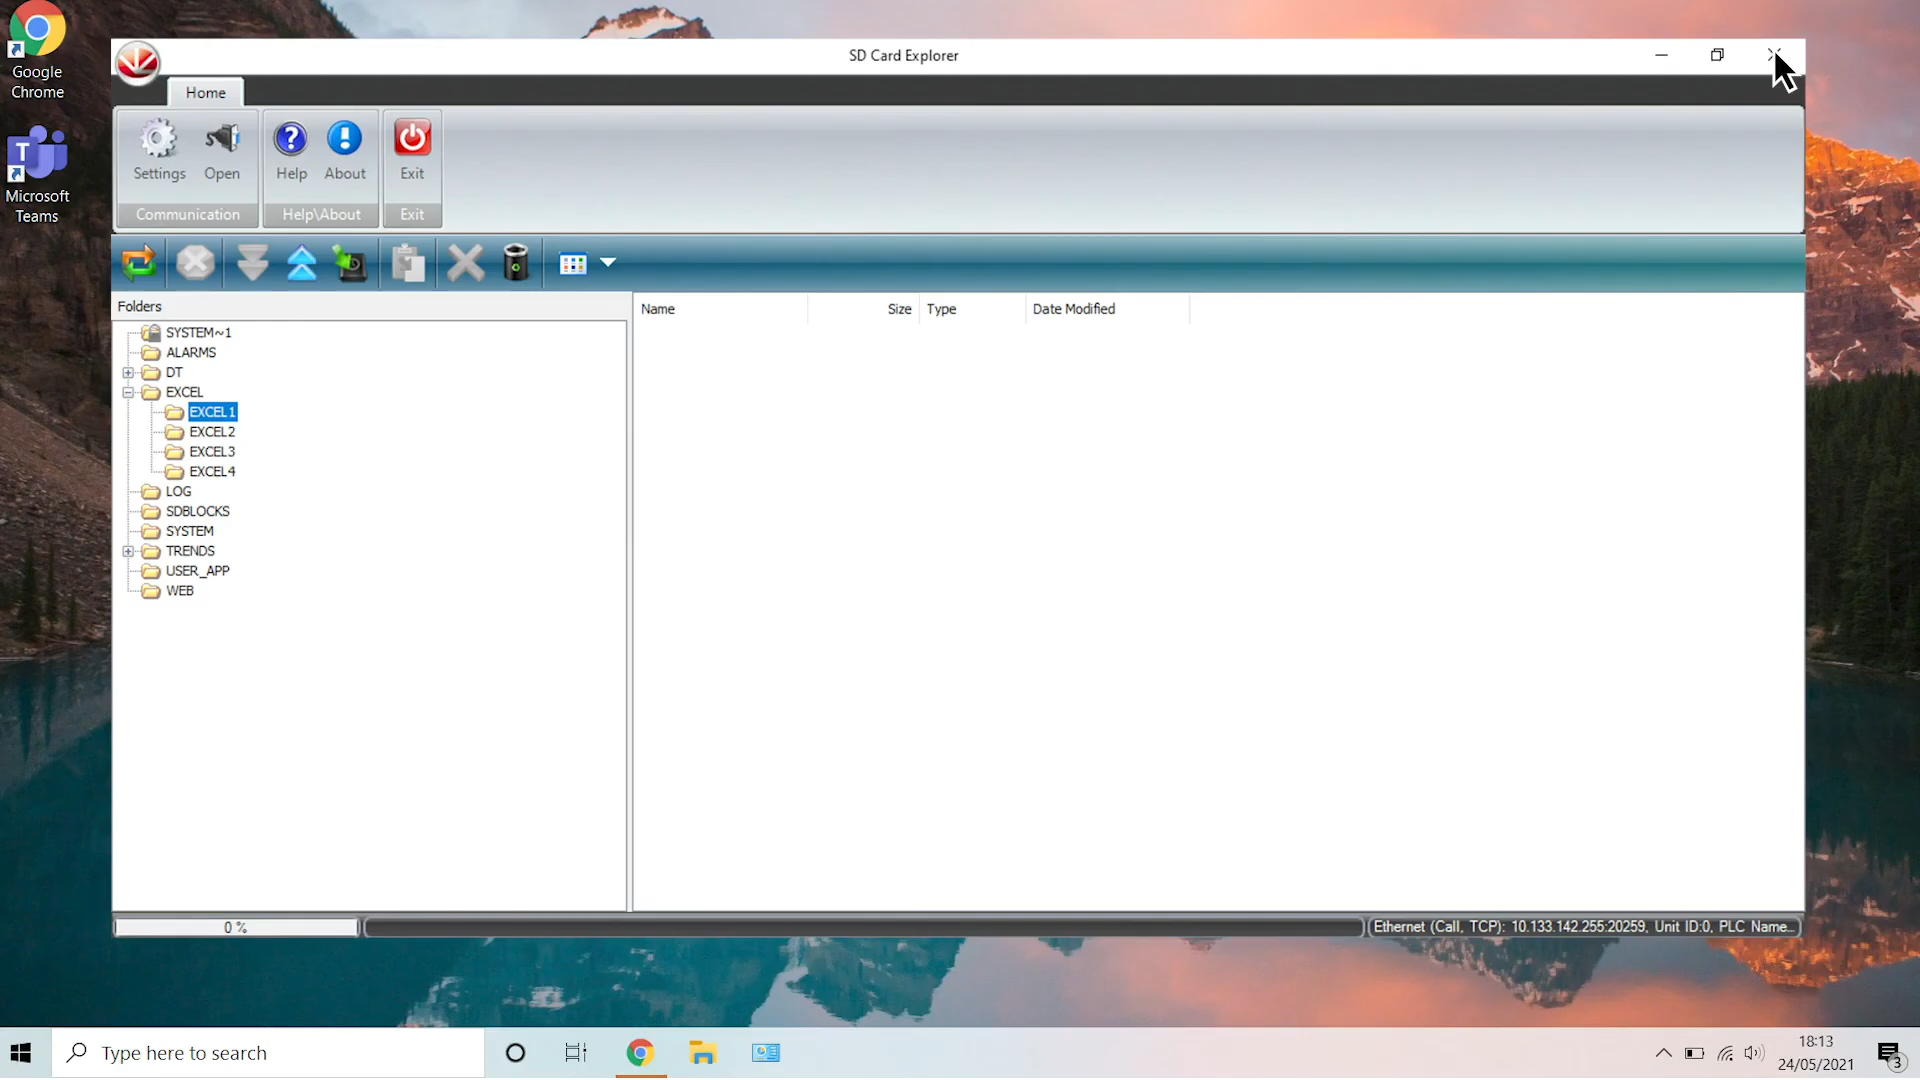 Google
Chrome
T
Microsoft
Teams
SD Card Explorer
Home
Settings
Open
Help
About
Exit
Communication
Help\About
Exit
Folders
SYSTEM~1
ALARMS
DT
EXCEL
EXCEL1
EXCEL2
EXCEL3
EXCEL4
LOG
SDBLOCKS
SYSTEM
TRENDS
USER_APP
WEB
Name
Size
Type
Date Modified
0 %
Ethernet (Call, TCP): 10.133.142.255:20259, Unit ID:0, PLC Name...
Type here to search
18:13
24/05/2021
3